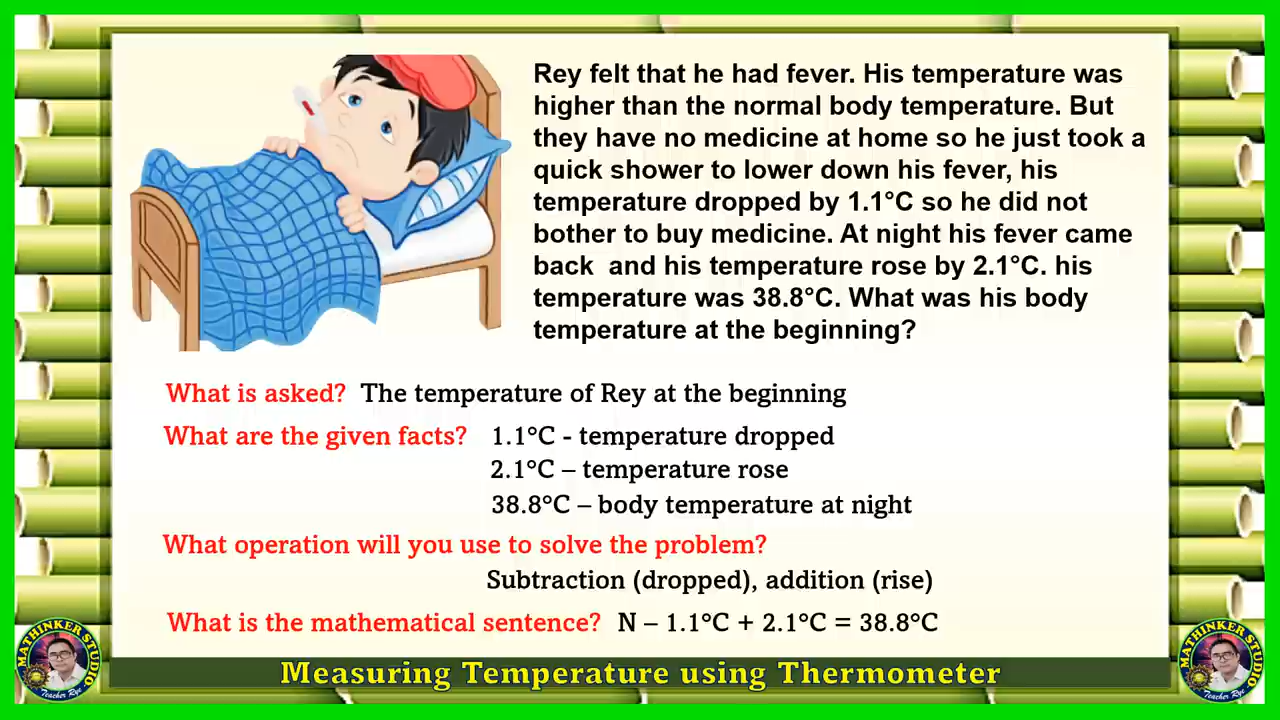 Rey felt that he had fever. His temperature was
higher than the normal body temperature. But
they have no medicine at home so he just took a
quick shower to lower down his fever, his
temperature dropped by 1.1°C so he did not
bother to buy medicine. At night his fever came
back  and his temperature rose by 2.1°C. his
temperature was 38.8°C. What was his body
temperature at the beginning?
What is asked?  The temperature of Rey at the beginning
What are the given facts?  1.1°C - temperature dropped
2.1°C – temperature rose
38.8°C – body temperature at night
What operation will you use to solve the problem?
Subtraction (dropped), addition (rise)
What is the mathematical sentence?  N – 1.1°C + 2.1°C = 38.8°C
MATHINKER STUDIO
Teacher Rye
Measuring Temperature using Thermometer
MATHINKER STUDIO
Teacher Rye